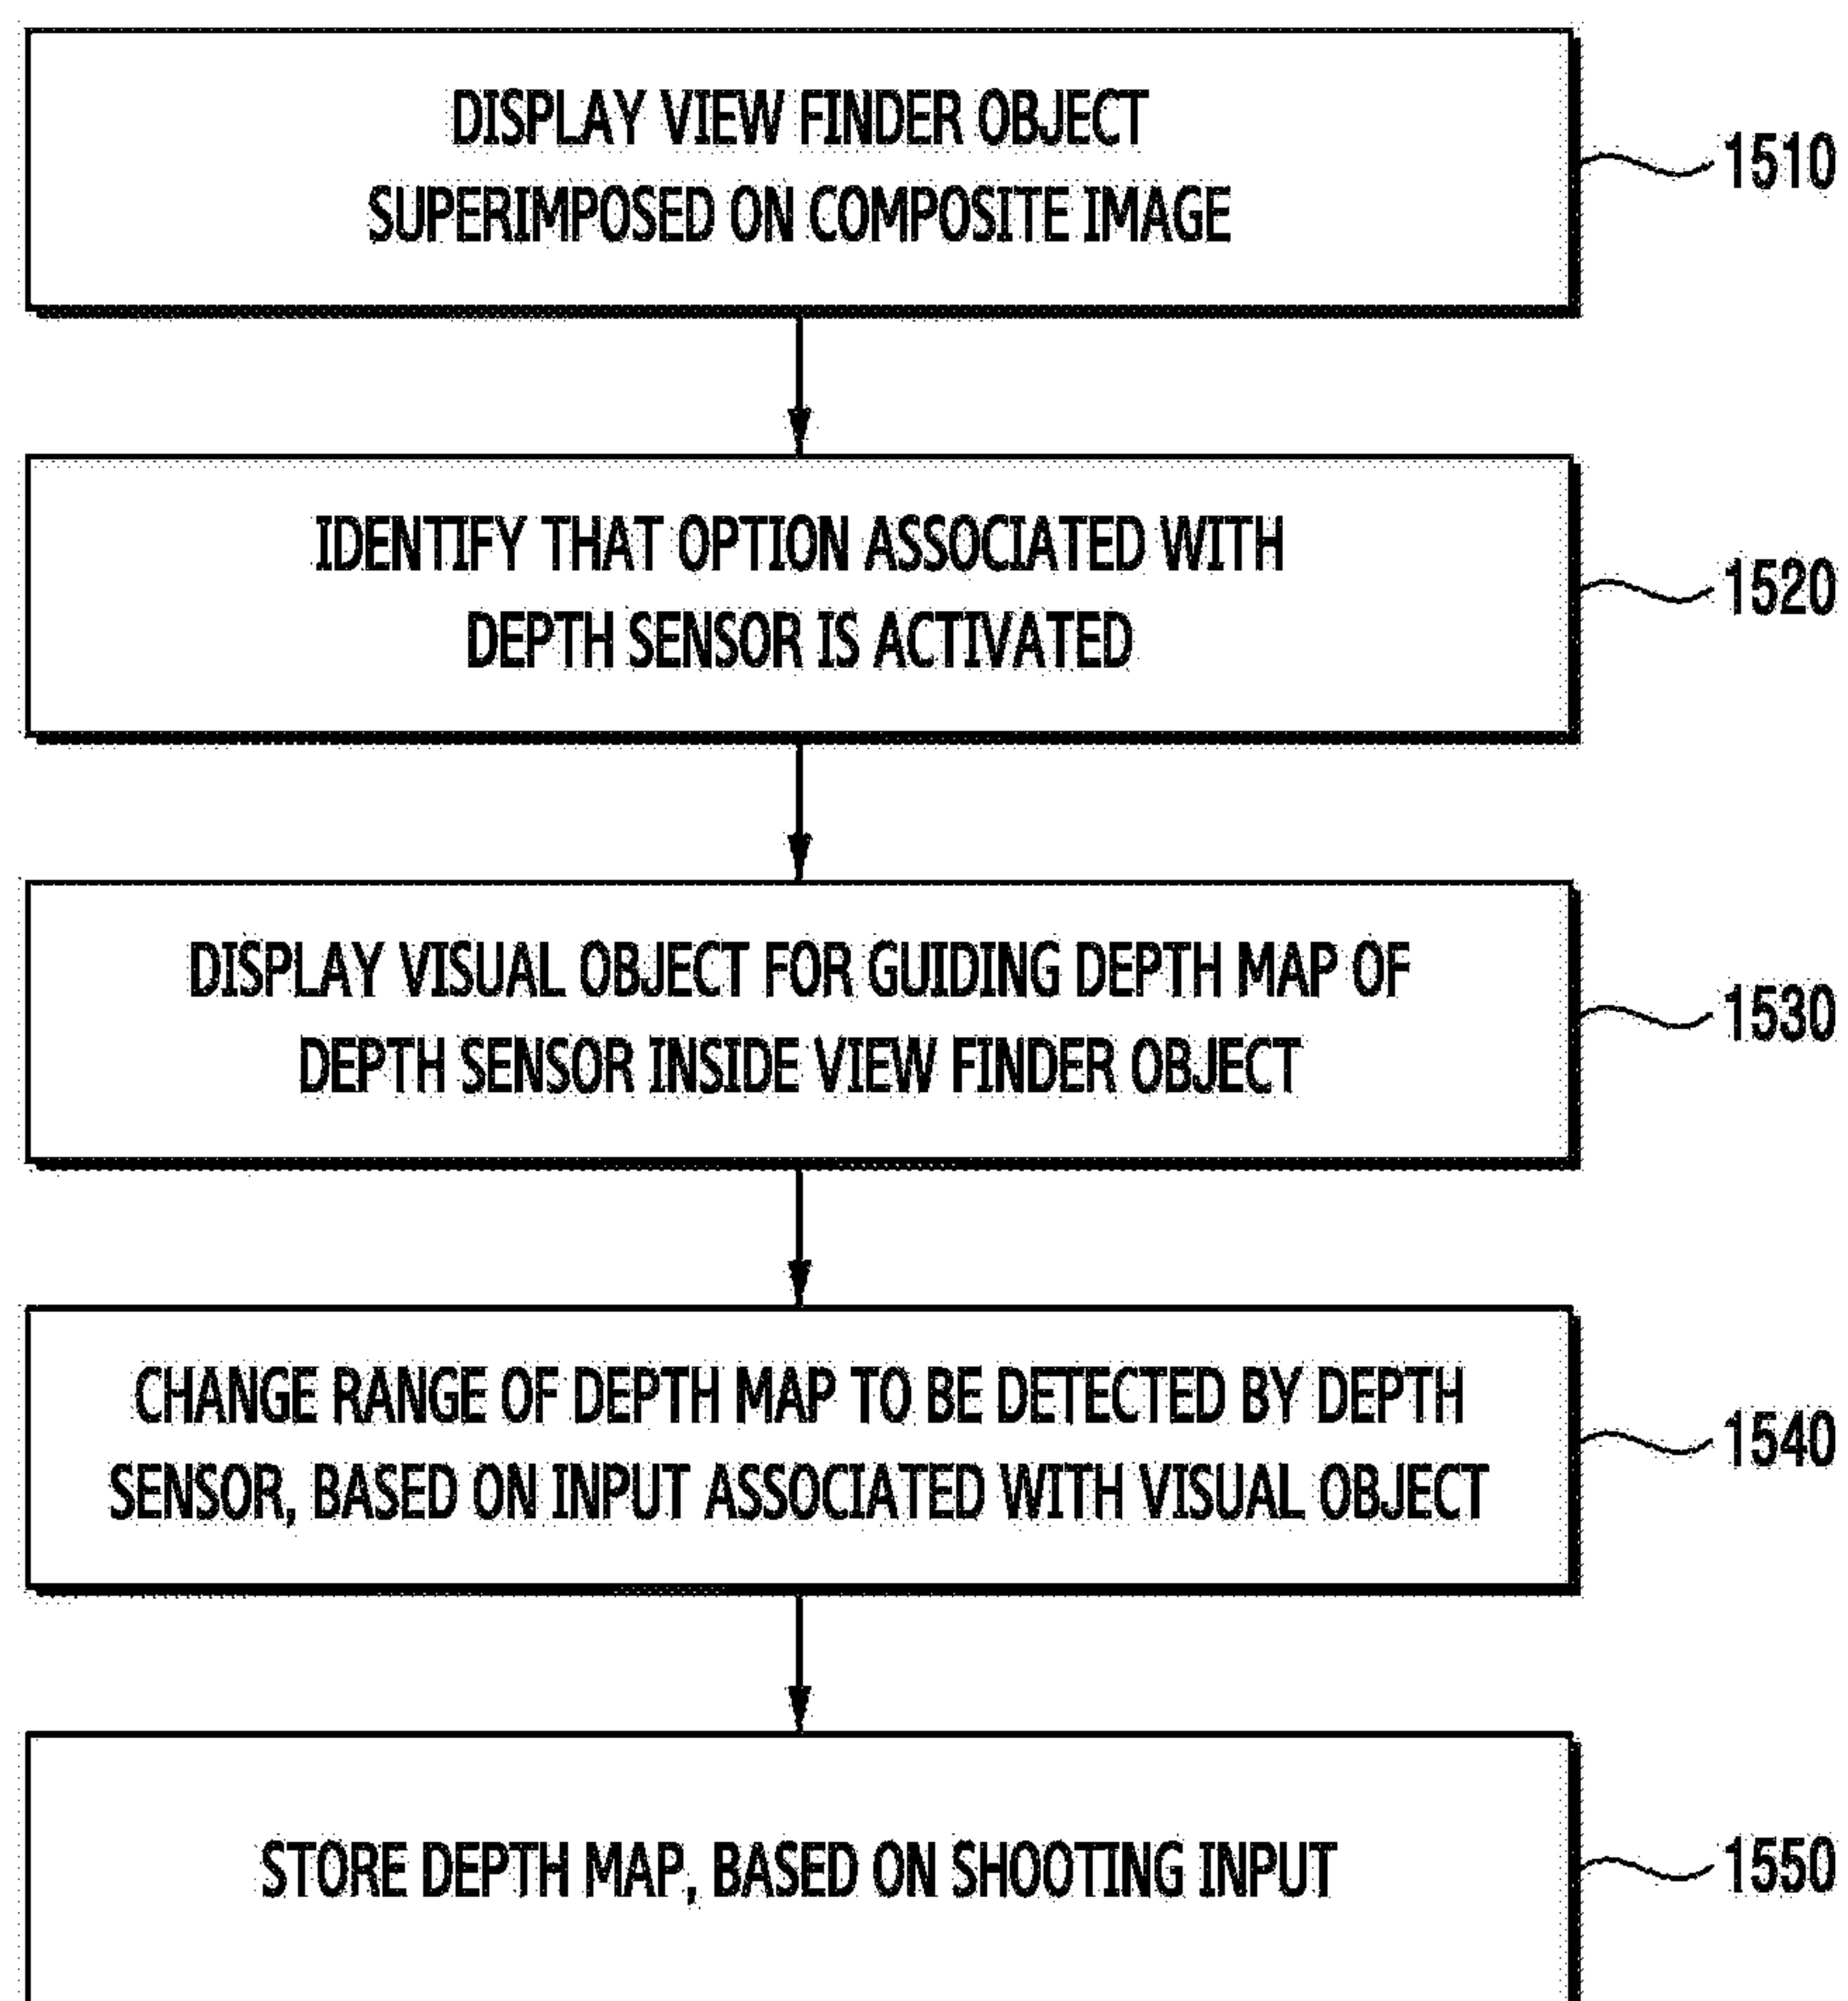 DISPLAY VIEW FINDER OBJECT
SUPERIMPOSED ON COMPOSITE IMAGE
1510
IDENTIFY THAT OPTION ASSOCIATED WITH
DEPTH SENSOR IS ACTIVATED
1520
DISPLAY VISUAL OBJECT FOR GUIDING DEPTH MAP OF
DEPTH SENSOR INSIDE VIEW FINDER OBJECT
1530
CHANGE RANGE OF DEPTH MAP TO BE DETECTED BY DEPTH
SENSOR, BASED ON INPUT ASSOCIATED WITH VISUAL OBJECT
1540
STORE DEPTH MAP, BASED ON SHOOTING INPUT
1550